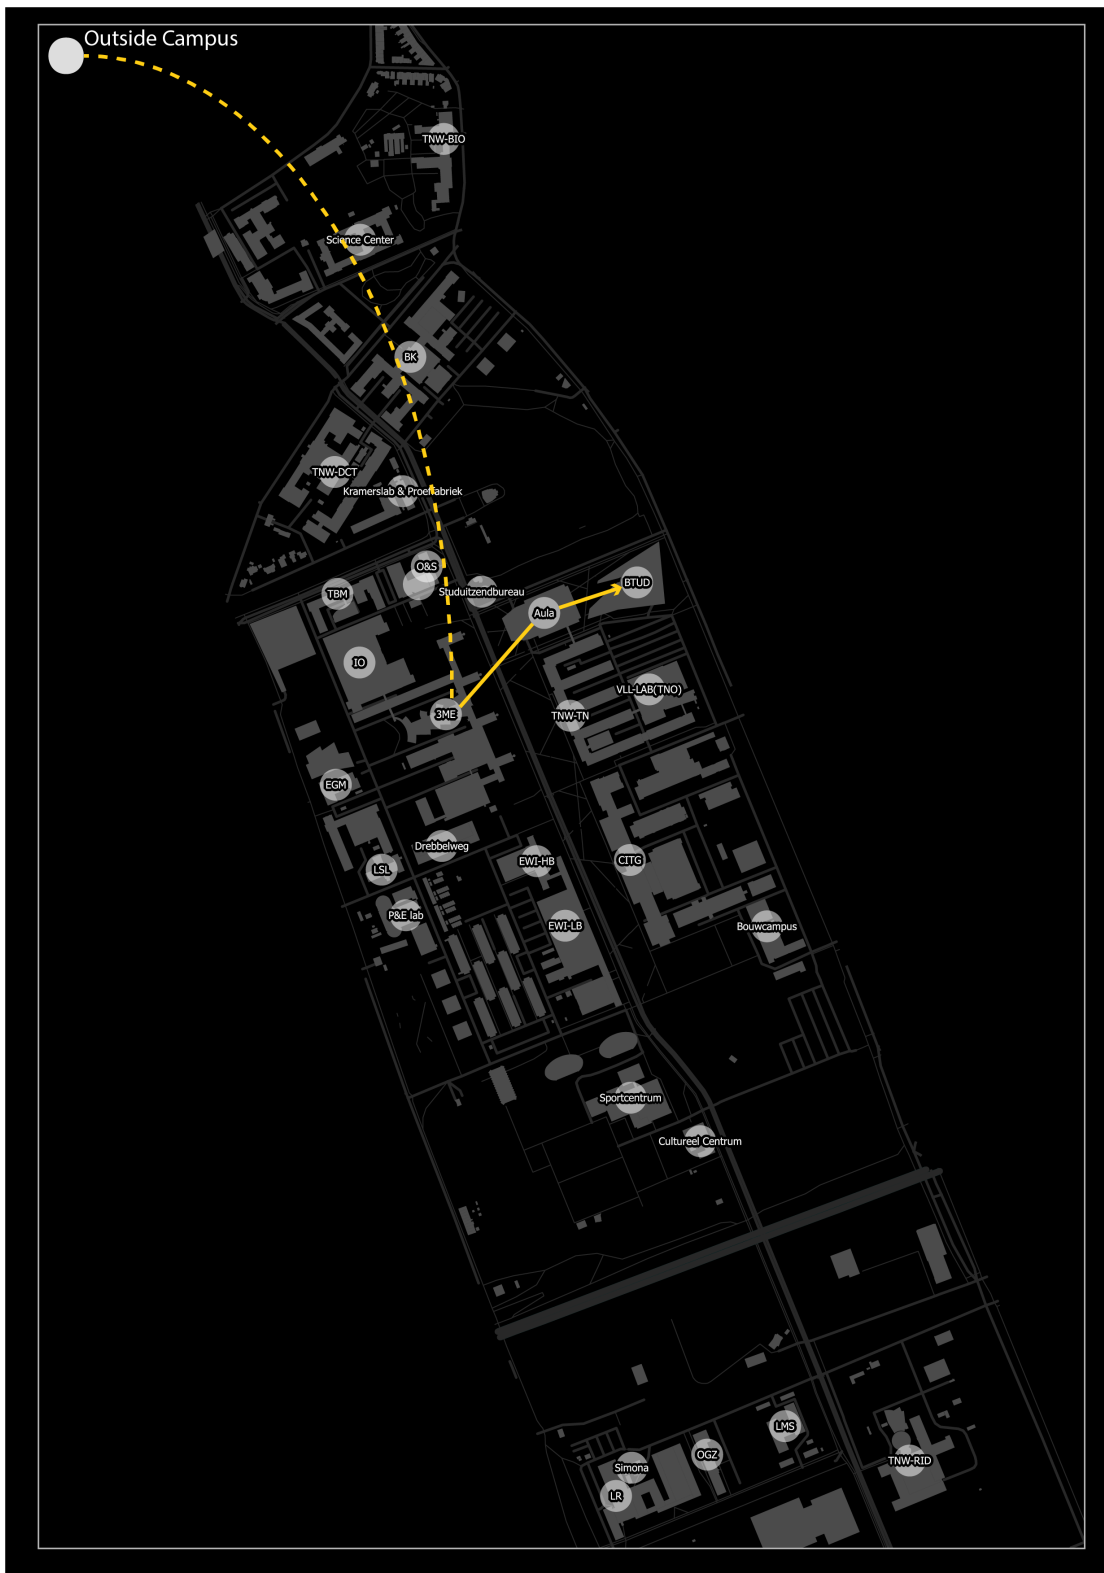 Outside Campus
TNW-BIO
Science Center
BK
TNW-DCT
Kramerslab & Proeffabriek
O&S
BTUD
TBM
Studuitzendbureau
Aula
IO
VLL-LAB(TNO)
3ME
TNW-TN
EGM
Drebbelweg
EWI-HB
CITG
LSL
P&E lab
EWI-LB
Bouwcampus
Sportcentrum
Cultureel Centrum
LMS
OGZ
TNW-RID
Simona
LR